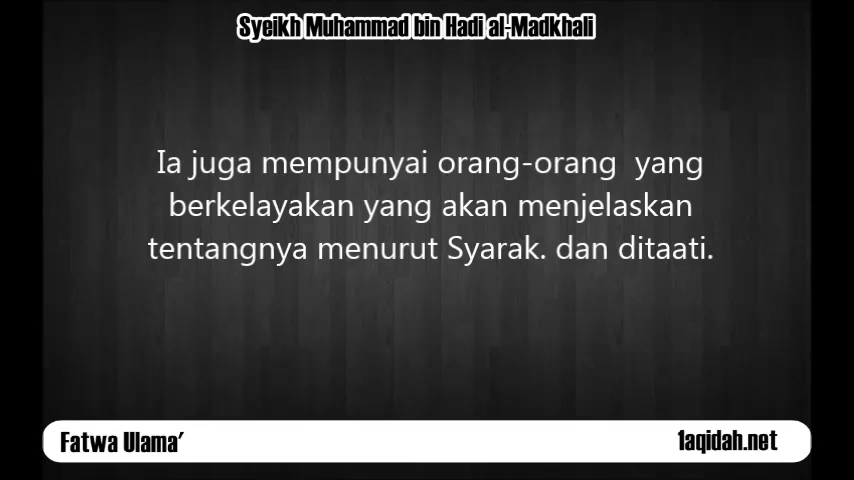 Syeikh Muhammad bin Hadi al-Madkhali
Ia juga mempunyai orang-orang yang
berkelayakan yang akan menjelaskan
tentangnya menurut Syarak. dan ditaati.
Fatwa Ulama'
1aqidah.net